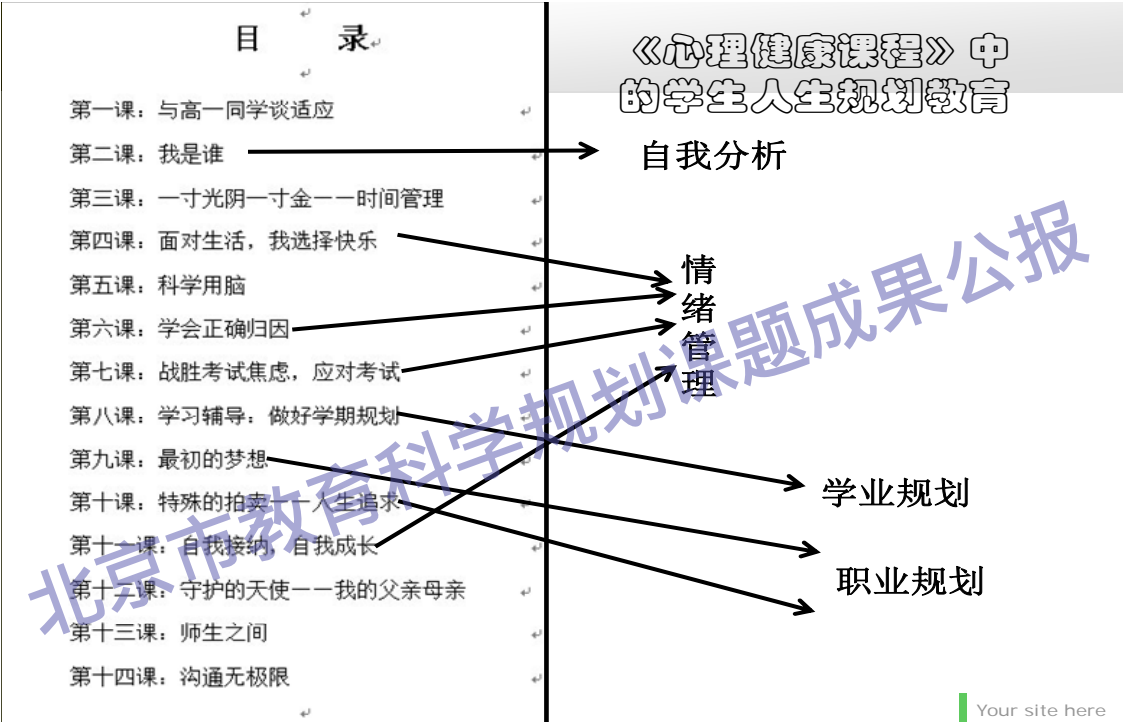 目 录
第一课：与高一同学谈适应
第二课：我是谁
第三课：一寸光阴一寸金——时间管理
第四课：面对生活，我选择快乐
第五课：科学用脑
第六课：学会正确归因
第七课：战胜考试焦虑，应对考试
第八课：学习辅导：做好学期规划
第九课：最初的梦想
第十课：特殊的拍卖——人生追求
第十一课：自我接纳，自我成长
第十二课：守护的天使——我的父亲母亲
第十三课：师生之间
第十四课：沟通无极限
《心理健康课程》中
的学生人生规划教育
自我分析
情
绪
管
理
学业规划
职业规划
北京市教育科学规划课题成果公报
Your site here